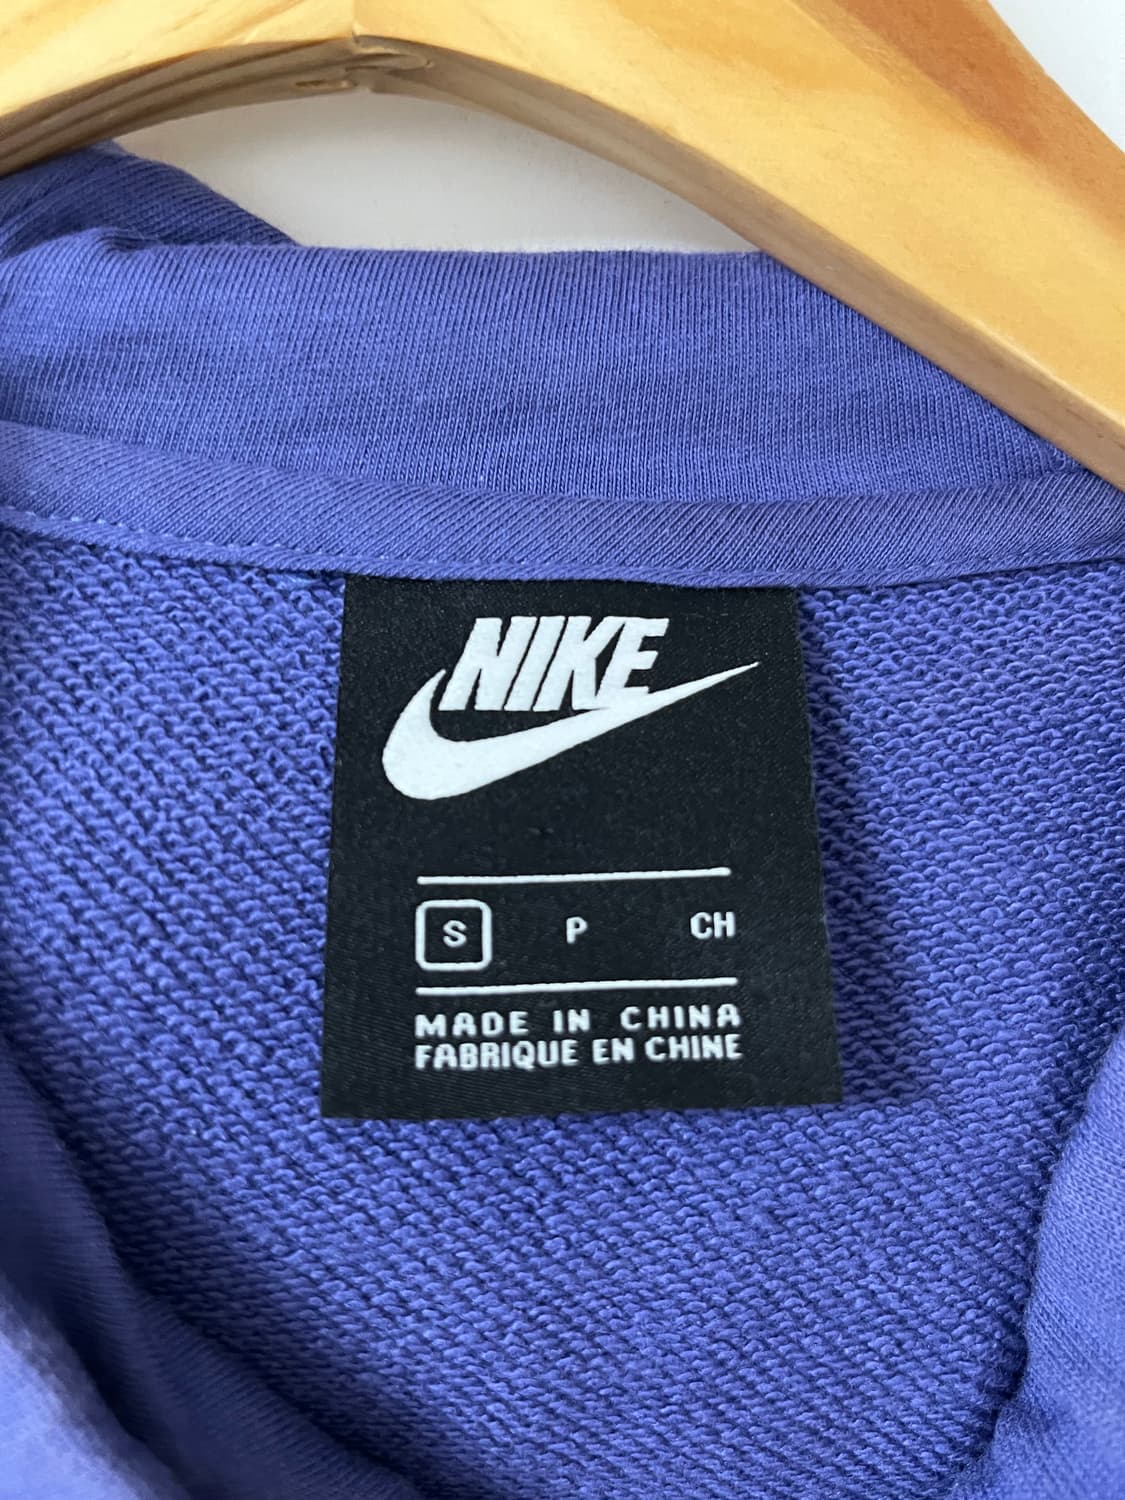 NIKE
S P CH
MADE IN CHINA
FABRIQUE EN CHINE